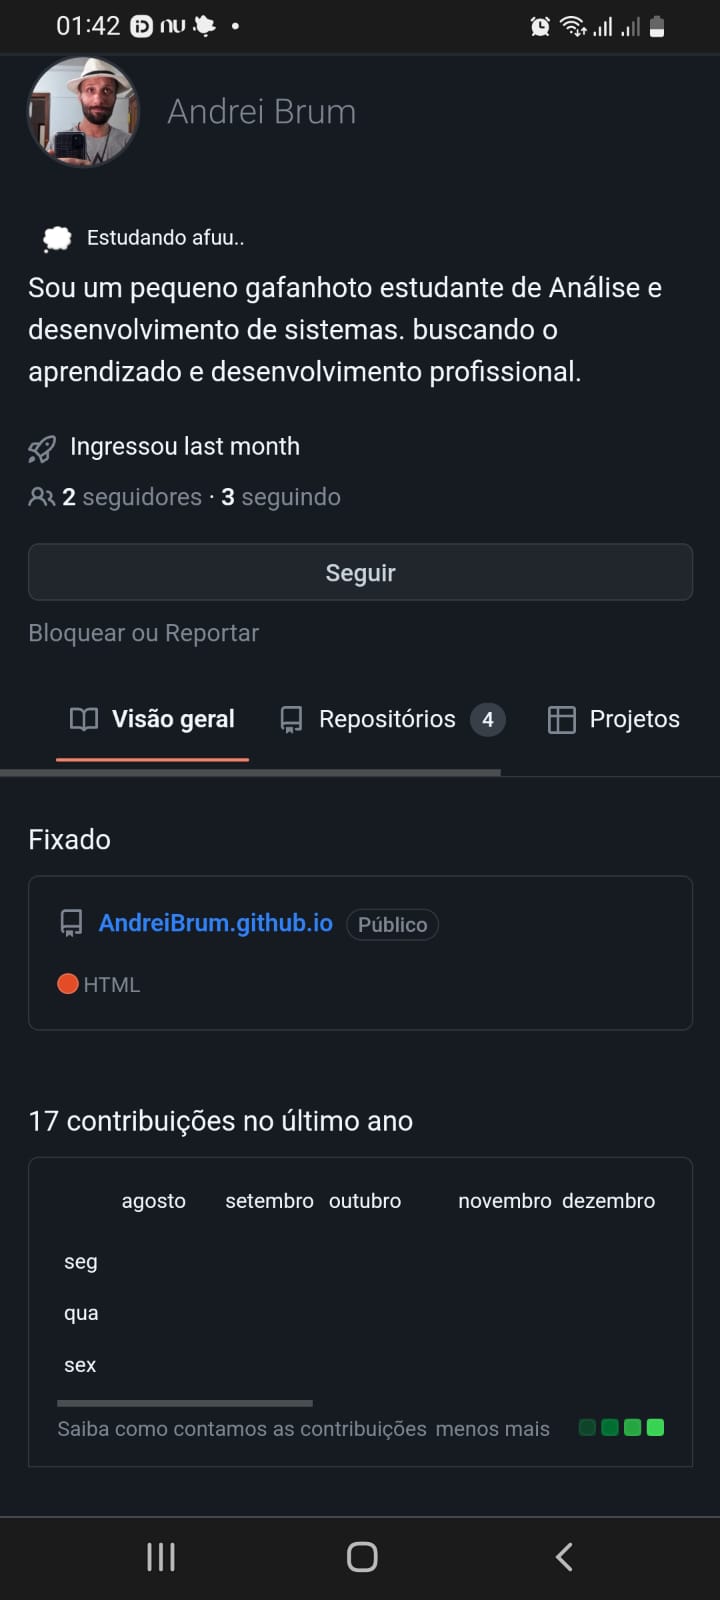 01:42
Andrei Brum
Estudando afuu..
Sou um pequeno gafanhoto estudante de Análise e
desenvolvimento de sistemas. buscando o
aprendizado e desenvolvimento profissional.
Ingressou last month
2 seguidores · 3 seguindo
Seguir
Bloquear ou Reportar
Visão geral Repositórios 4 Projetos
Fixado
AndreiBrum.github.io Público
HTML
17 contribuições no último ano
agosto setembro outubro novembro dezembro
seg
qua
sex
Saiba como contamos as contribuições menos mais